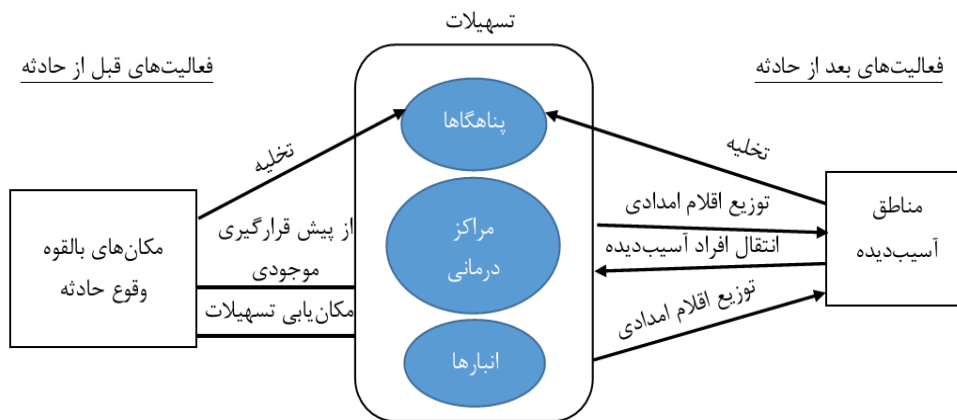 تسهیلات
فعالیت‌های بعد از حادثه
فعالیت‌های قبل از حادثه
پناهگاها
تخلیه
تخلیه
مناطق
آسیب‌دیده
توزیع اقلام امدادی
انتقال افراد آسیب‌دیده
توزیع اقلام امدادی
مراکز
درمانی
از پیش قرارگیری
موجودی
مکان‌یابی تسهیلات
مکان‌های بالقوه
وقوع حادثه
انبارها